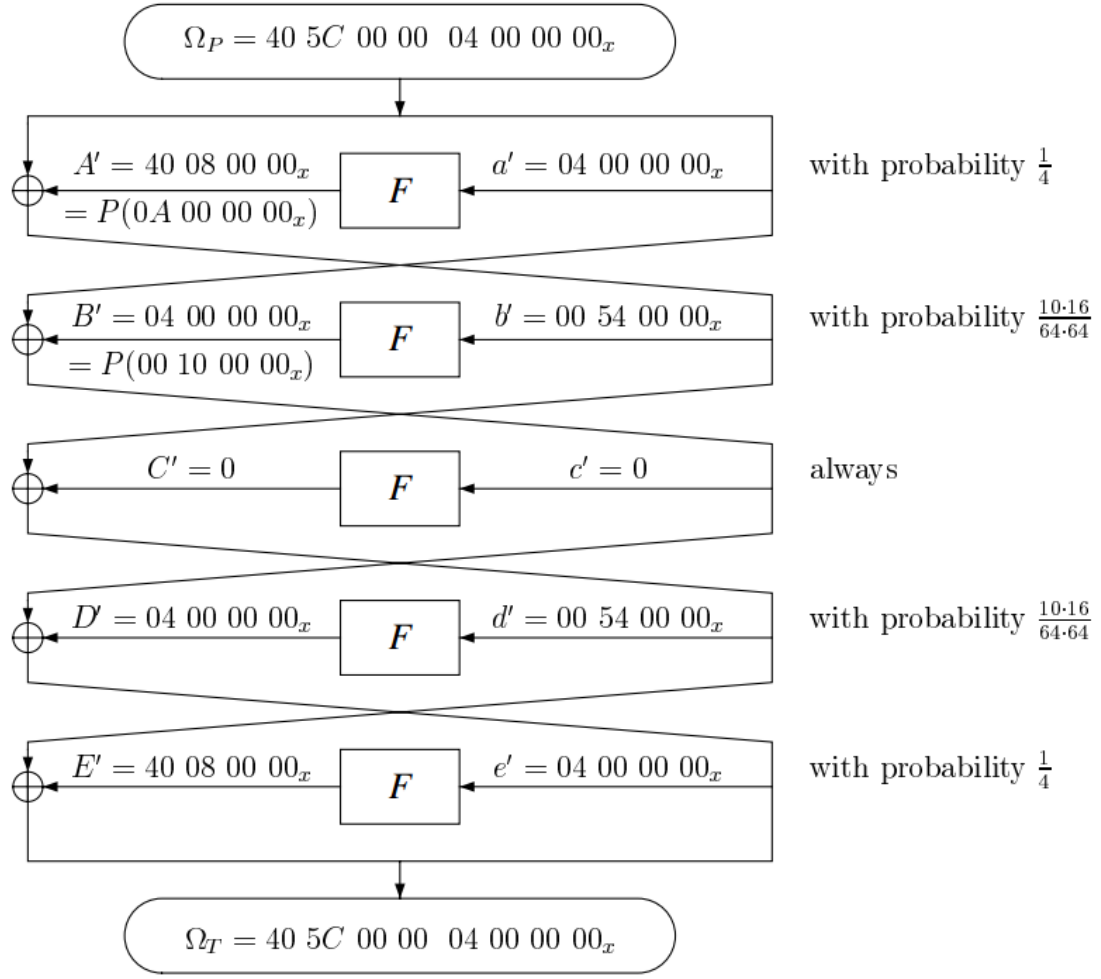 Ω_P = 40 5C 00 00  04 00 00 00_x
A' = 40 08 00 00_x
F
a' = 04 00 00 00_x
with probability 1/4
= P(0A 00 00 00_x)
B' = 04 00 00 00_x
F
b' = 00 54 00 00_x
with probability 10·16/64·64
= P(00 10 00 00_x)
C' = 0
F
c' = 0
always
D' = 04 00 00 00_x
F
d' = 00 54 00 00_x
with probability 10·16/64·64
E' = 40 08 00 00_x
F
e' = 04 00 00 00_x
with probability 1/4
Ω_T = 40 5C 00 00  04 00 00 00_x